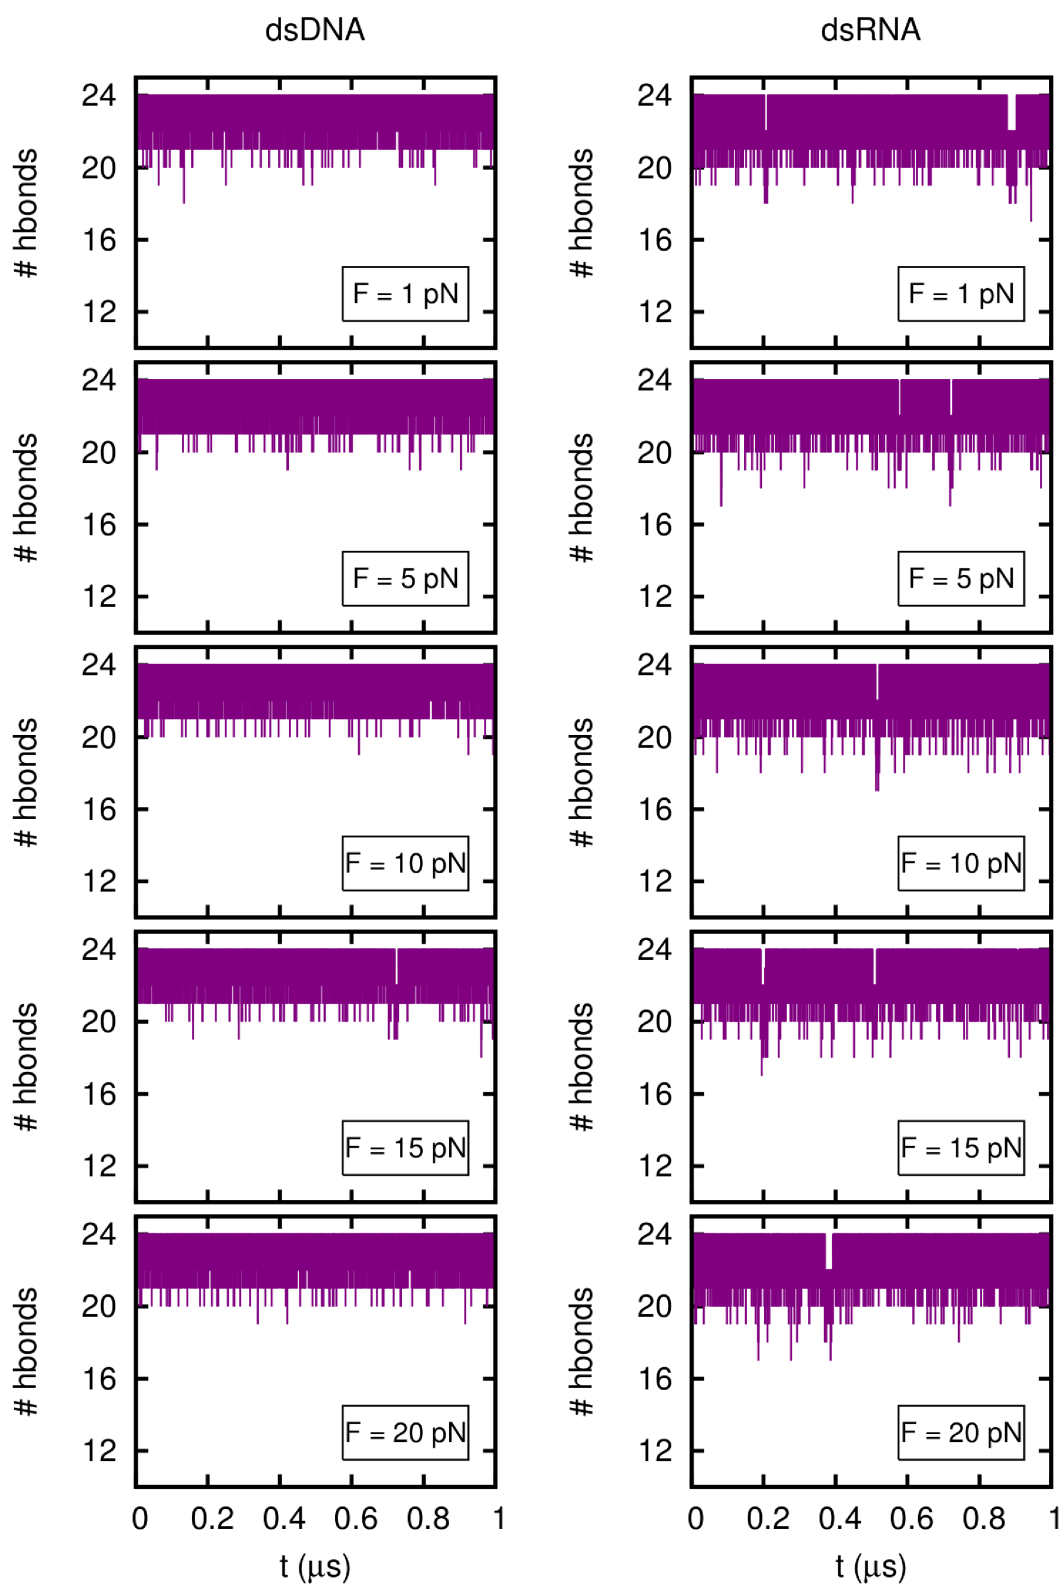 dsDNA dsRNA
24 24
20 20
# hbonds # hbonds
16 16
F = 1 pN F = 1 pN
12 12
24 24
20 20
# hbonds # hbonds
16 16
F = 5 pN F = 5 pN
12 12
24 24
20 20
# hbonds # hbonds
16 16
F = 10 pN F = 10 pN
12 12
24 24
20 20
# hbonds # hbonds
16 16
F = 15 pN F = 15 pN
12 12
24 24
20 20
# hbonds # hbonds
16 16
F = 20 pN F = 20 pN
12 12
0 0.2 0.4 0.6 0.8 1 0 0.2 0.4 0.6 0.8 1
t (μs) t (μs)